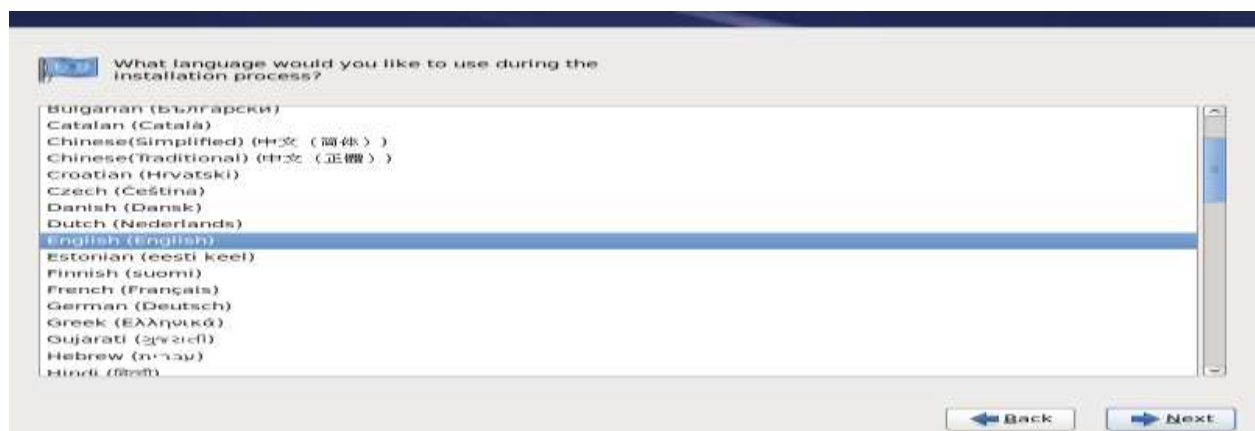 What language would you like to use during the
installation process?
Bulgarian (Български)
Catalan (Català)
Chinese(Simplified) (中文（简体）)
Chinese(Traditional) (中文（正體）)
Croatian (Hrvatski)
Czech (Čeština)
Danish (Dansk)
Dutch (Nederlands)
English (English)
Estonian (eesti keel)
Finnish (suomi)
French (Français)
German (Deutsch)
Greek (Ελληνικά)
Gujarati (ગુજરાતી)
Hebrew (עברית)
Hindi (हिन्दी)
Back
Next